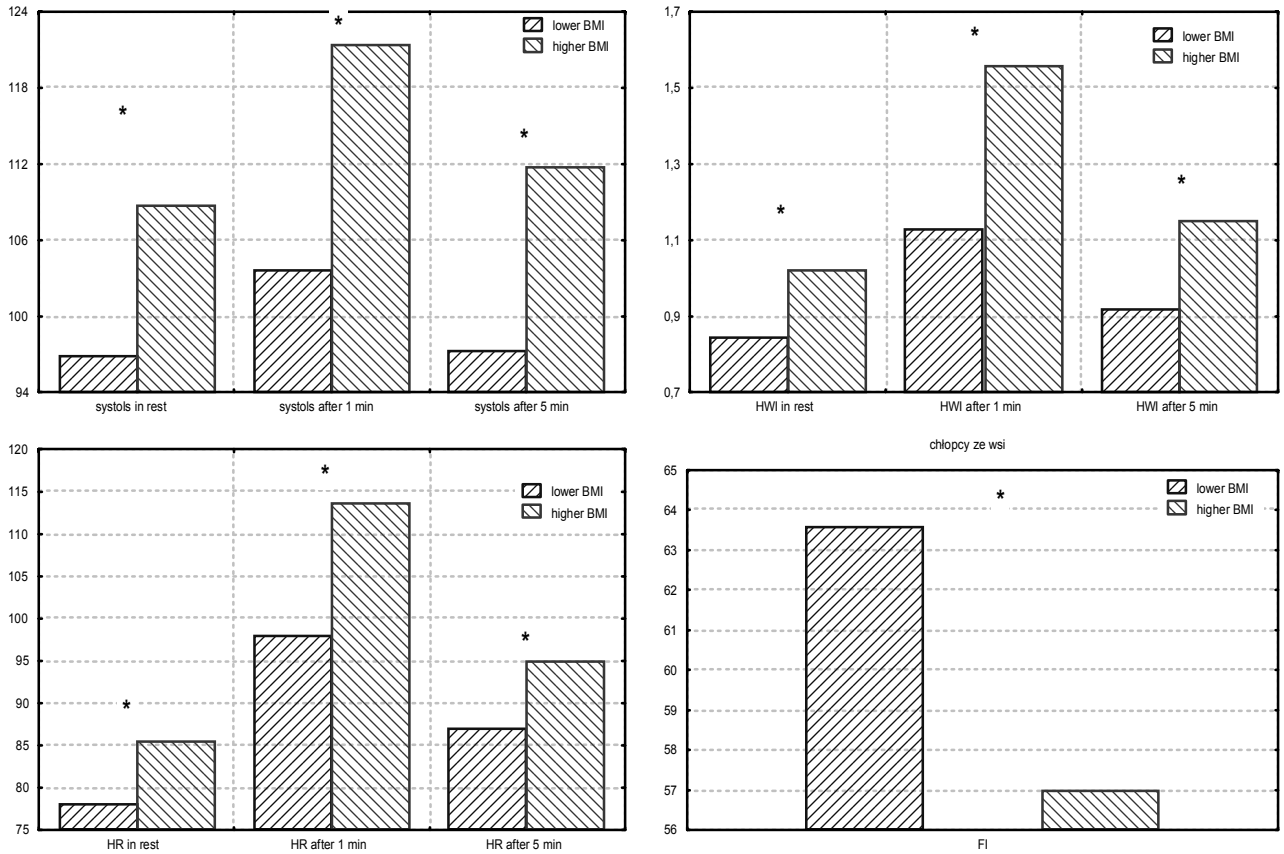 124
118
112
106
100
94
*
*
*
lower BMI
higher BMI
systols in rest
systols after 1 min
systols after 5 min
1,7
1,5
1,3
1,1
0,9
0,7
*
*
*
lower BMI
higher BMI
HWI in rest
HWI after 1 min
HWI after 5 min
120
115
110
105
100
95
90
85
80
75
*
*
*
lower BMI
higher BMI
HR in rest
HR after 1 min
HR after 5 min
chłopcy ze wsi
65
64
63
62
61
60
59
58
57
56
*
lower BMI
higher BMI
FI